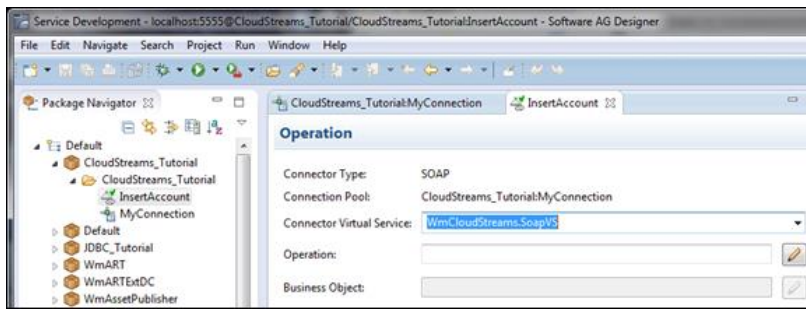 Service Development - localhost:5555@CloudStreams_Tutorial/CloudStreams_Tutorial:InsertAccount - Software AG Designer
File Edit Navigate Search Project Run Window Help
Package Navigator
CloudStreams_Tutorial:MyConnection
InsertAccount
Default
CloudStreams_Tutorial
CloudStreams_Tutorial
InsertAccount
MyConnection
Default
JDBC_Tutorial
WmART
WmARTExtDC
WmAssetPublisher
Operation
Connector Type: SOAP
Connection Pool: CloudStreams_Tutorial:MyConnection
Connector Virtual Service: WmCloudStreams.SoapVS
Operation:
Business Object: